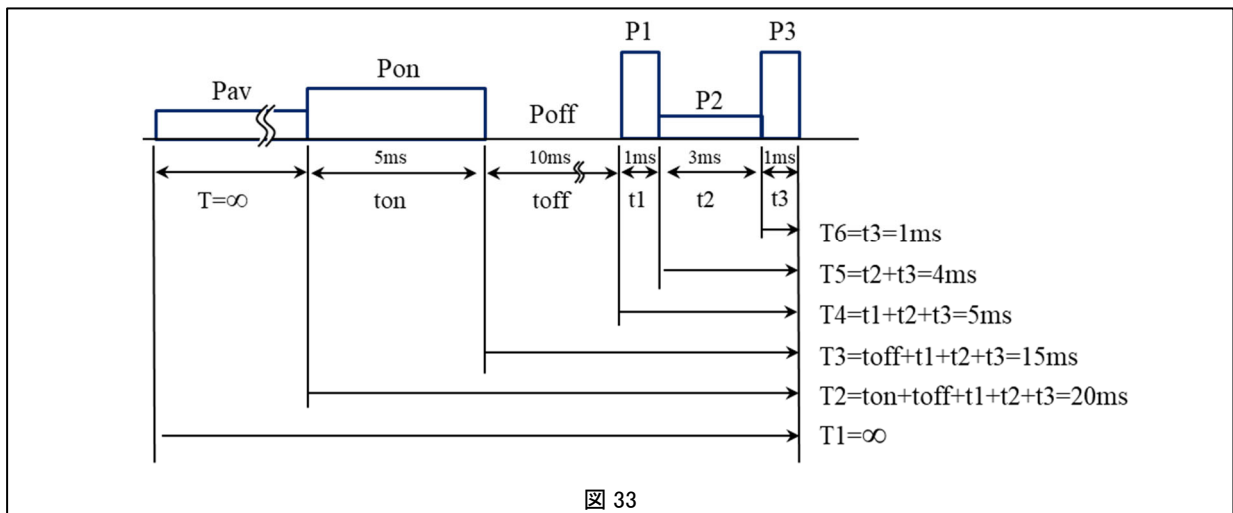 P1 P3
Pon
Pav P2
Poff
5ms 10ms 1ms 3ms 1ms
T=∞ ton toff t1 t2 t3
T6=t3=1ms
T5=t2+t3=4ms
T4=t1+t2+t3=5ms
T3=toff+t1+t2+t3=15ms
T2=ton+toff+t1+t2+t3=20ms
T1=∞
図 33